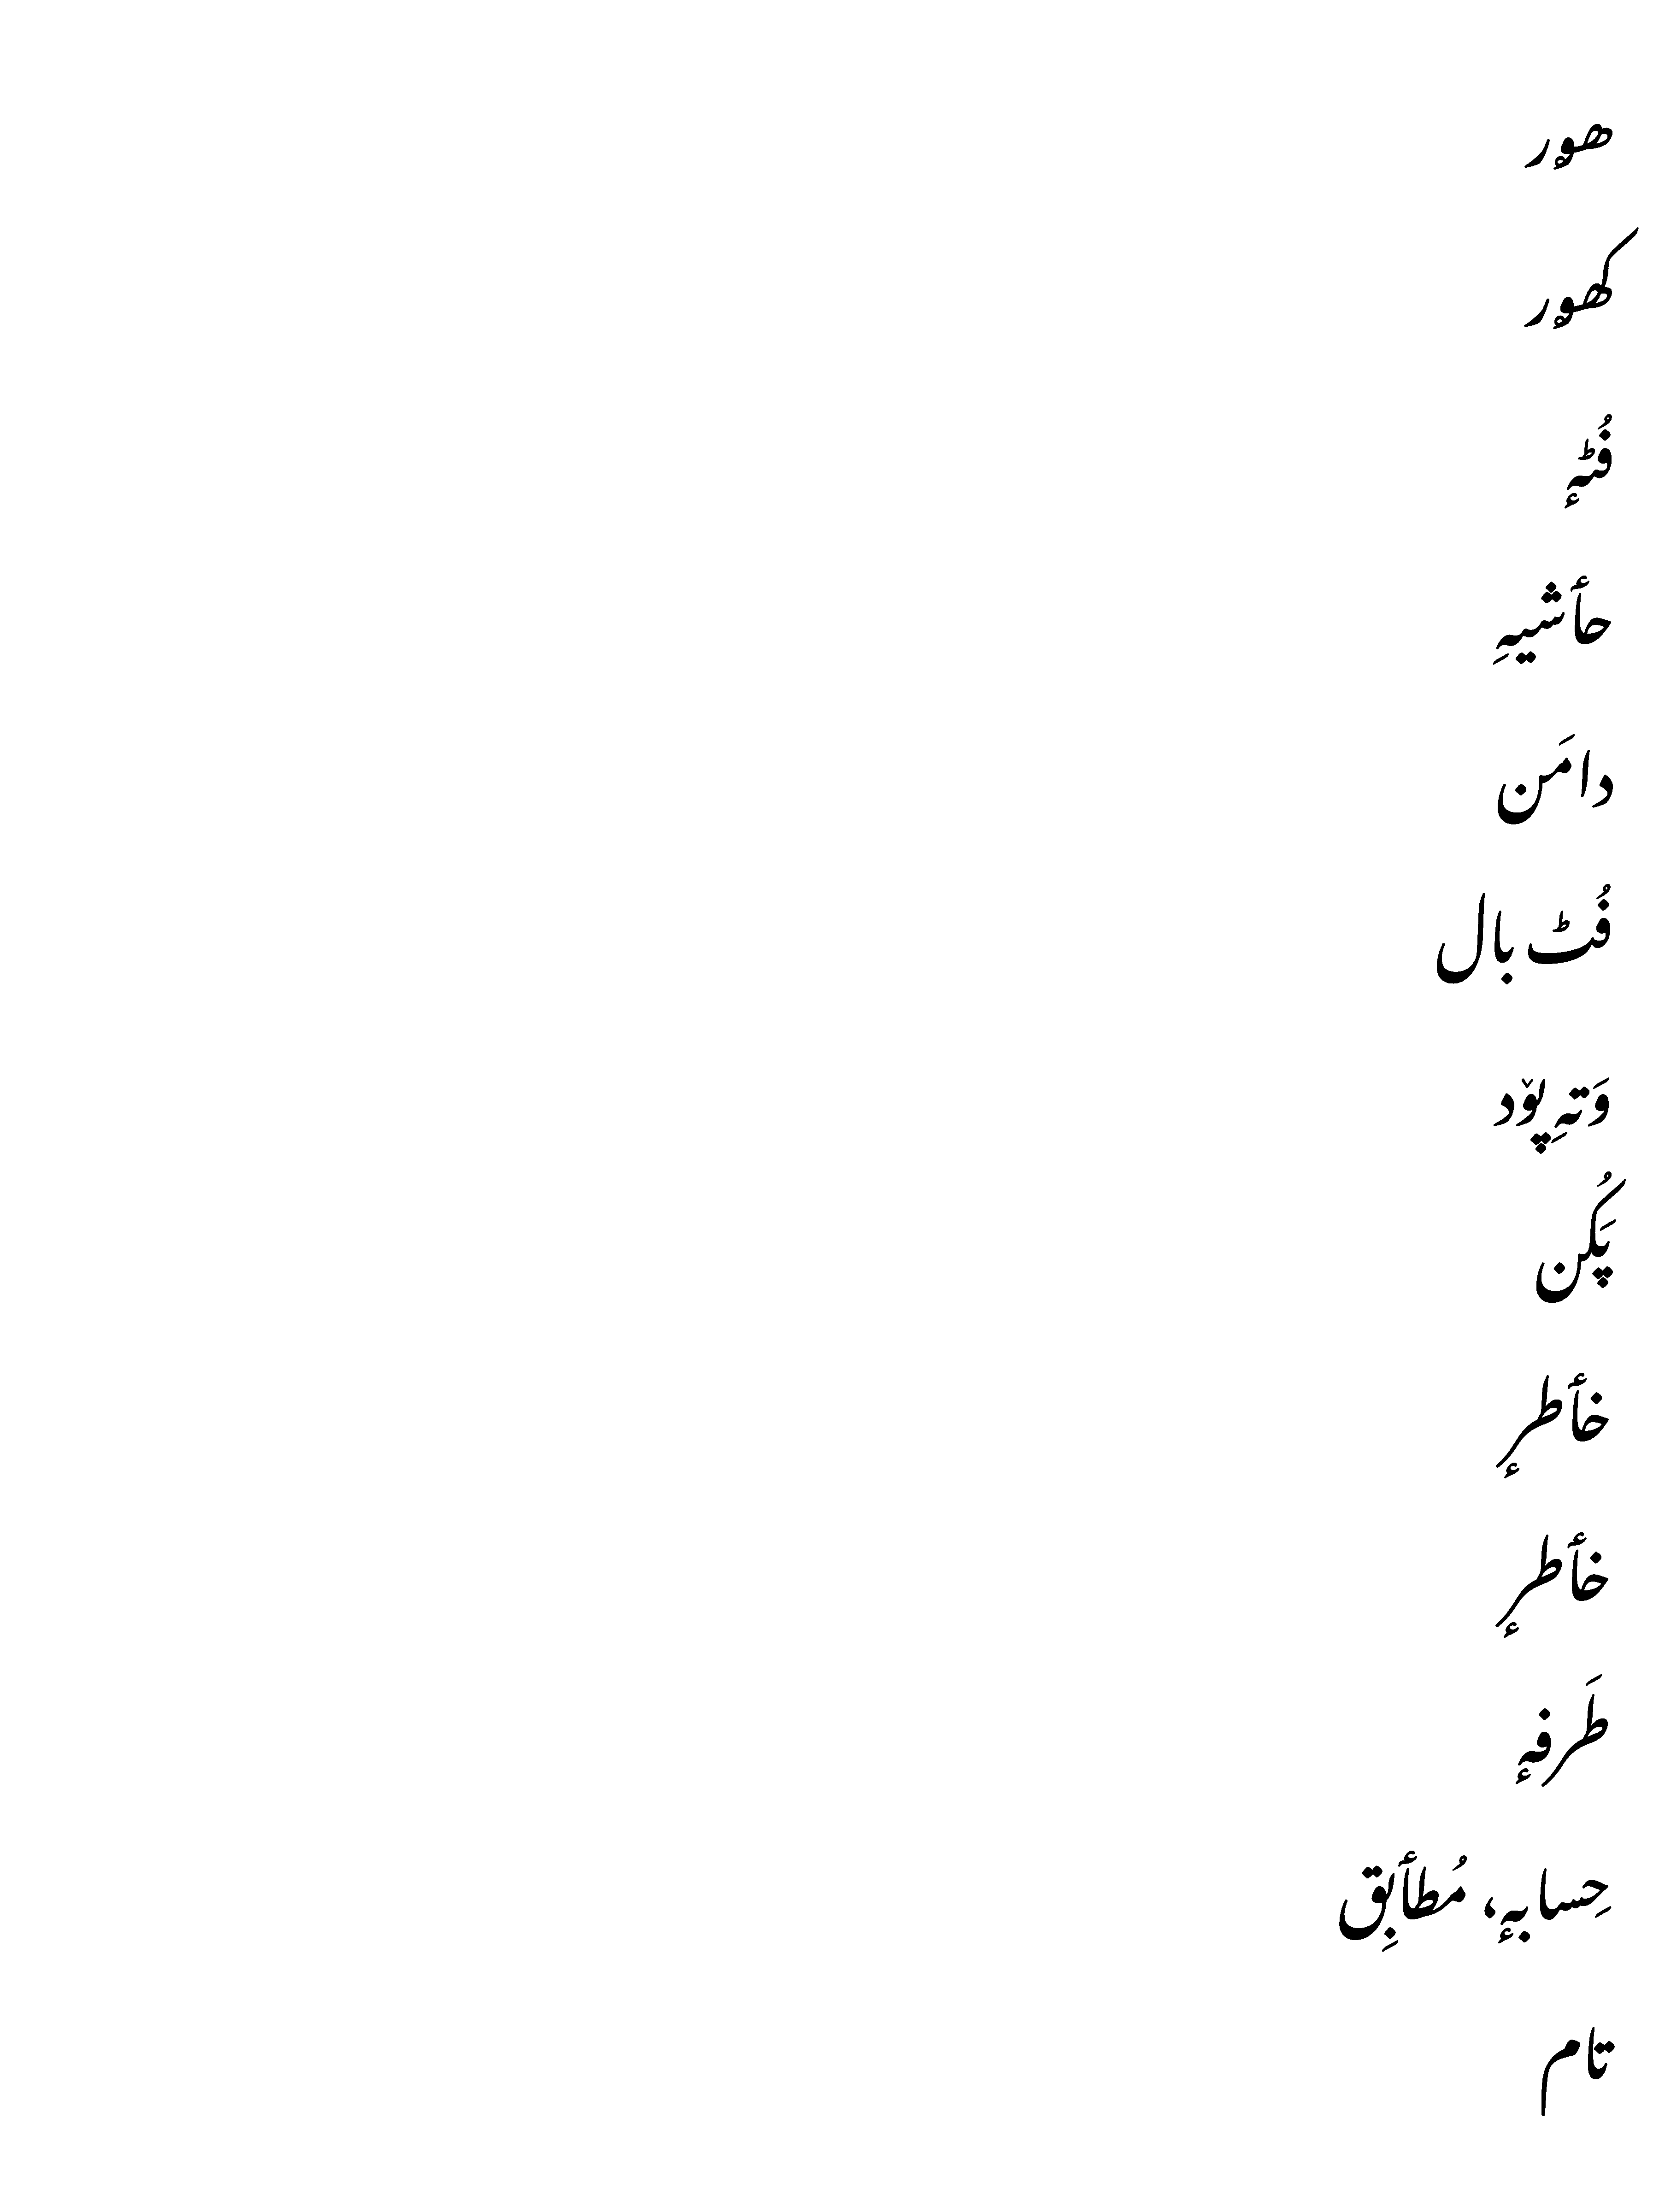 ھوٕر
کھوٕر
فُٹہٕ
حأشیہِ
دامَن
فُٹ بال
وَتہِ پوٚد
پَکُن
خأطرٕ
خأطرٕ
طَرفہٕ
حِسابہٕ، مُطأبِق
تام